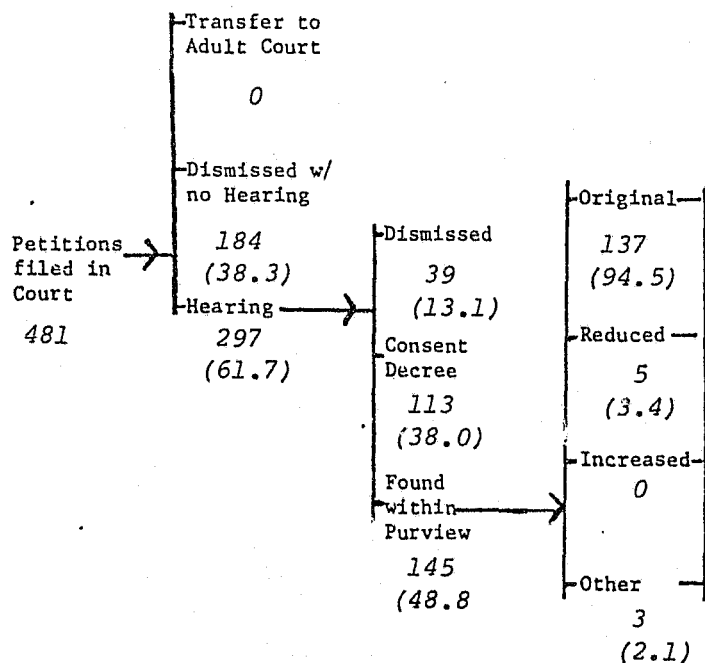 Petitions
filed in
Court
481
Transfer to
Adult Court
0
Dismissed w/
no Hearing
184
(38.3)
Hearing
297
(61.7)
Dismissed
39
(13.1)
Consent
Decree
113
(38.0)
Found
within
Purview
145
(48.8
Original
137
(94.5)
Reduced
5
(3.4)
Increased
0
Other
3
(2.1)